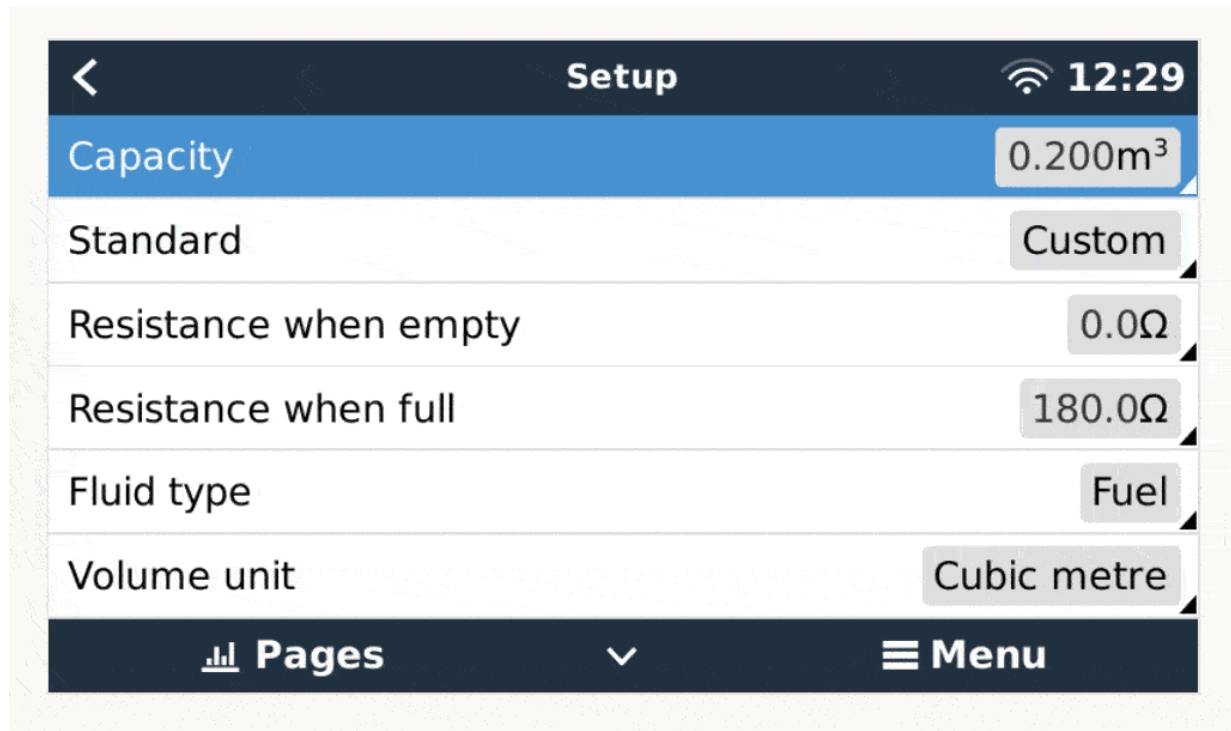 Setup 12:29
Capacity 0.200m³
Standard Custom
Resistance when empty 0.0Ω
Resistance when full 180.0Ω
Fluid type Fuel
Volume unit Cubic metre
Pages Menu